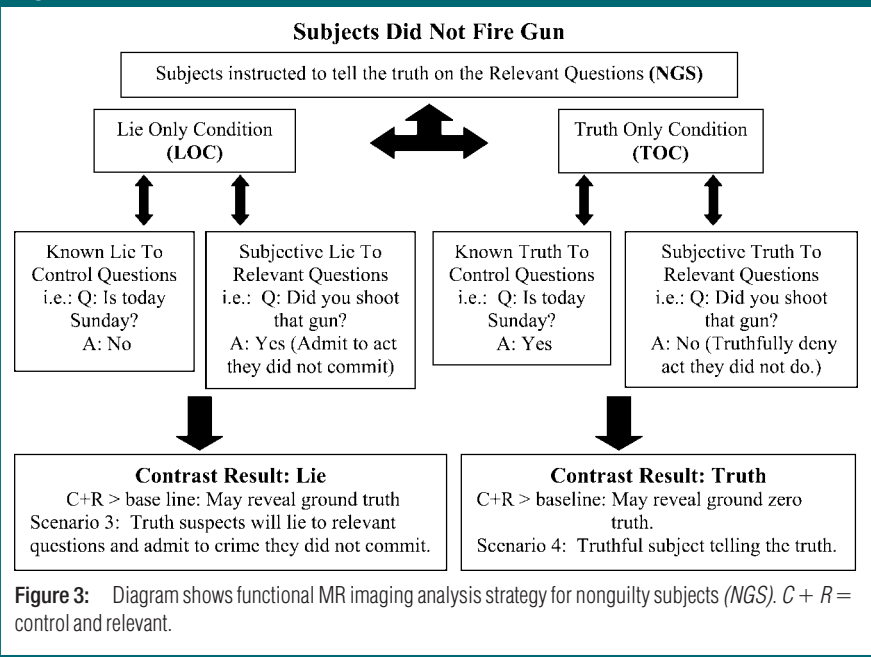 Subjects Did Not Fire Gun
Subjects instructed to tell the truth on the Relevant Questions (NGS)
Lie Only Condition
(LOC)
Truth Only Condition
(TOC)
Known Lie To
Control Questions
i.e.: Q: Is today
Sunday?
A: No
Subjective Lie To
Relevant Questions
i.e.: Q: Did you shoot
that gun?
A: Yes (Admit to act
they did not commit)
Known Truth To
Control Questions
i.e.: Q: Is today
Sunday?
A: Yes
Subjective Truth To
Relevant Questions
i.e.: Q: Did you shoot
that gun?
A: No (Truthfully deny
act they did not do.)
Contrast Result: Lie
C+R > base line: May reveal ground truth
Scenario 3: Truth suspects will lie to relevant
questions and admit to crime they did not commit.
Contrast Result: Truth
C+R > baseline: May reveal ground zero
truth.
Scenario 4: Truthful subject telling the truth.
Figure 3: Diagram shows functional MR imaging analysis strategy for nonguilty subjects (NGS). C + R =
control and relevant.